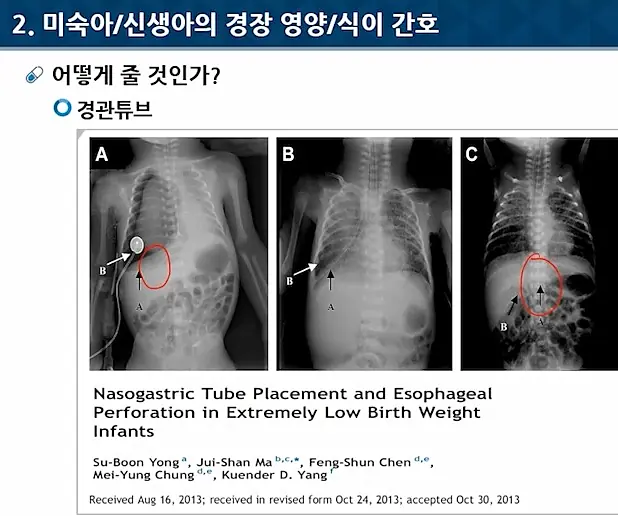 2. 미숙아/신생아의 경장 영양/식이 간호
어떻게 줄 것인가?
경관튜브
A B C
B A B A B A
Nasogastric Tube Placement and Esophageal
Perforation in Extremely Low Birth Weight
Infants
Su-Boon Yong a, Jui-Shan Ma b,c,*, Feng-Shun Chen d,e,
Mei-Yung Chung d,e, Kuender D. Yang f
Received Aug 16, 2013; received in revised form Oct 24, 2013; accepted Oct 30, 2013